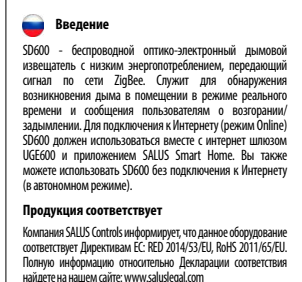 Введение
SD600 - беспроводной оптико-электронный дымовой
извещатель с низким энергопотреблением, передающий
сигнал по сети ZigBee. Служит для обнаружения
возникновения дыма в помещении в режиме реального
времени и сообщения пользователям о возгорании/
задымлении. Для подключения к Интернету (режим Online)
SD600 должен использоваться вместе с интернет шлюзом
UGE600 и приложением SALUS Smart Home. Вы также
можете использовать SD600 без подключения к Интернету
(в автономном режиме).
Продукция соответствует
Компания SALUS Controls информирует, что данное оборудование
соответствует Директивам ЕС: RED 2014/53/EU, RoHS 2011/65/EU.
Полную информацию относительно Декларации соответствия
найдете на нашем сайте: www.saluslegal.com